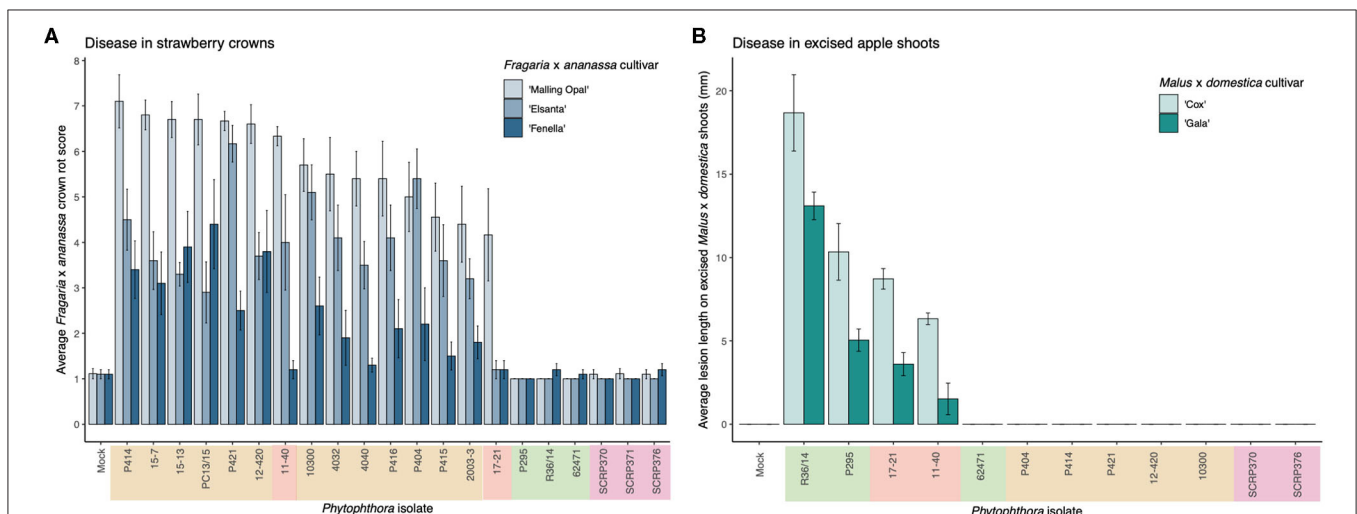 A
Disease in strawberry crowns
Average Fragaria x ananassa crown rot score
8
7
6
5
4
3
2
1
0
Fragaria x ananassa cultivar
'Malling Opal'
'Elsanta'
'Fenella'
Mock
P414
15-7
15-13
PC13/15
P421
12-420
11-40
10300
4032
4040
P416
P404
P415
2003-3
17-21
P295
R36/14
62471
SCRP370
SCRP371
SCRP376
Phytophthora isolate
B
Disease in excised apple shoots
Average lesion length on excised Malus x domestica shoots (mm)
20
15
10
5
0
Malus x domestica cultivar
'Cox'
'Gala'
Mock
R36/14
P295
17-21
11-40
62471
P404
P414
P421
12-420
10300
SCRP370
SCRP376
Phytophthora isolate